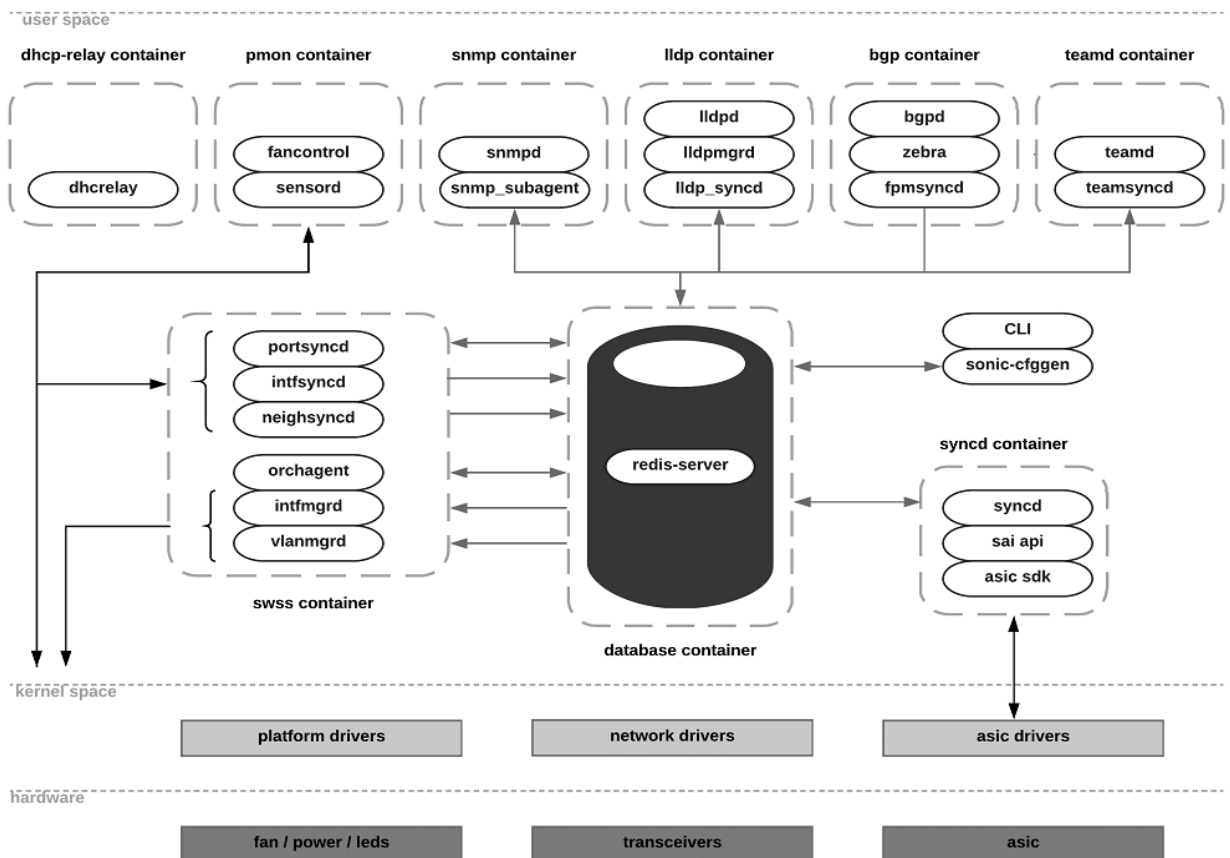 user space
dhcp-relay container
pmon container
snmp container
lldp container
bgp container
teamd container
dhcrelay
fancontrol
sensord
snmpd
snmp_subagent
lldpd
lldpmgrd
lldp_syncd
bgpd
zebra
fpmsyncd
teamd
teamsyncd
portsyncd
intfsyncd
neighsyncd
orchagent
intfmgrd
vlanmgrd
swss container
redis-server
database container
CLI
sonic-cfggen
syncd container
syncd
sai api
asic sdk
kernel space
platform drivers
network drivers
asic drivers
hardware
fan / power / leds
transceivers
asic